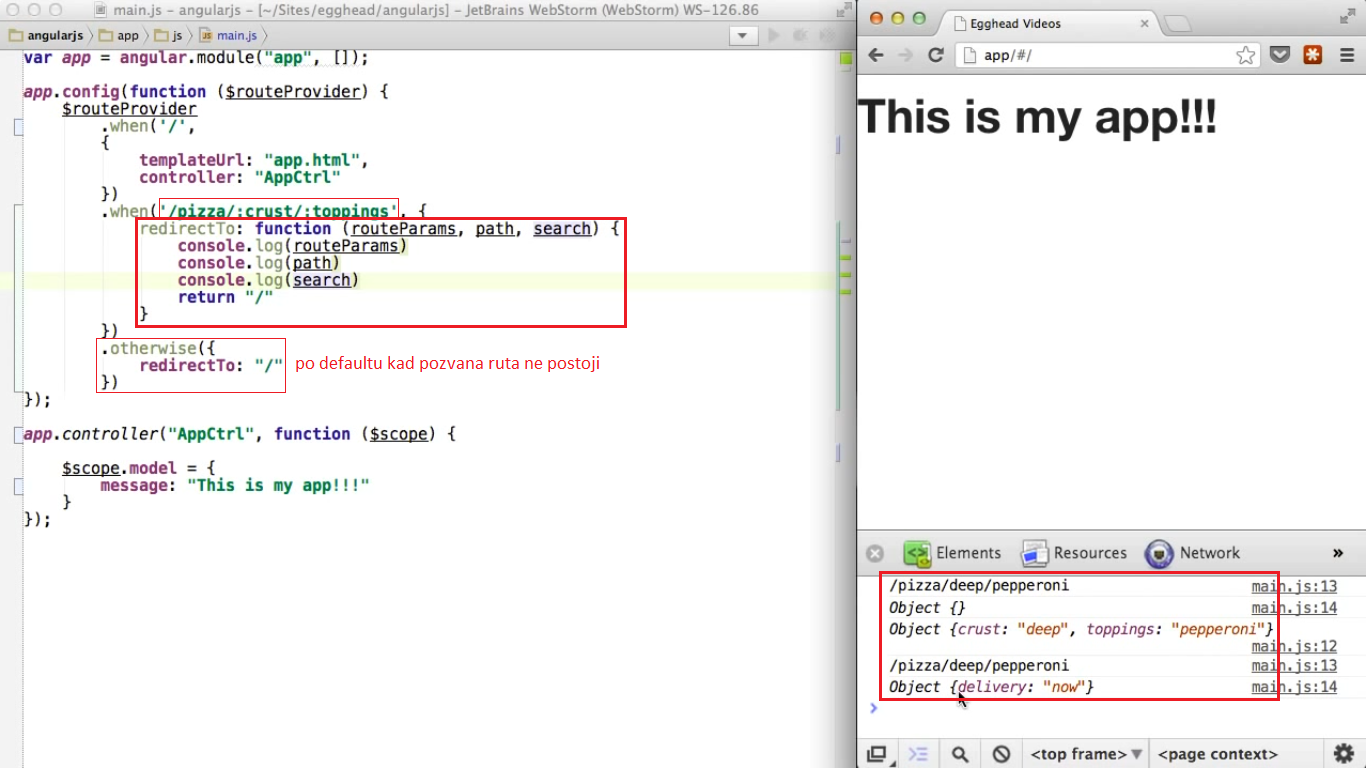 main.js - angularjs - [~/Sites/egghead/angularjs] - JetBrains WebStorm (WebStorm) WS-126.86
angularjs app js main.js
var app = angular.module("app", []);
app.config(function ($routeProvider) {
$routeProvider
.when('/',
{
templateUrl: "app.html",
controller: "AppCtrl"
})
.when('/pizza/:crust/:toppings', {
redirectTo: function (routeParams, path, search) {
console.log(routeParams)
console.log(path)
console.log(search)
return "/"
}
})
.otherwise({
redirectTo: "/"
})
po defaultu kad pozvana ruta ne postoji
});
app.controller("AppCtrl", function ($scope) {
$scope.model = {
message: "This is my app!!!"
}
});
Egghead Videos
app/#/
This is my app!!!
Elements Resources Network »
/pizza/deep/pepperoni main.js:13
Object {} main.js:14
Object {crust: "deep", toppings: "pepperoni"}
main.js:12
/pizza/deep/pepperoni main.js:13
Object {delivery: "now"} main.js:14
<top frame> <page context>